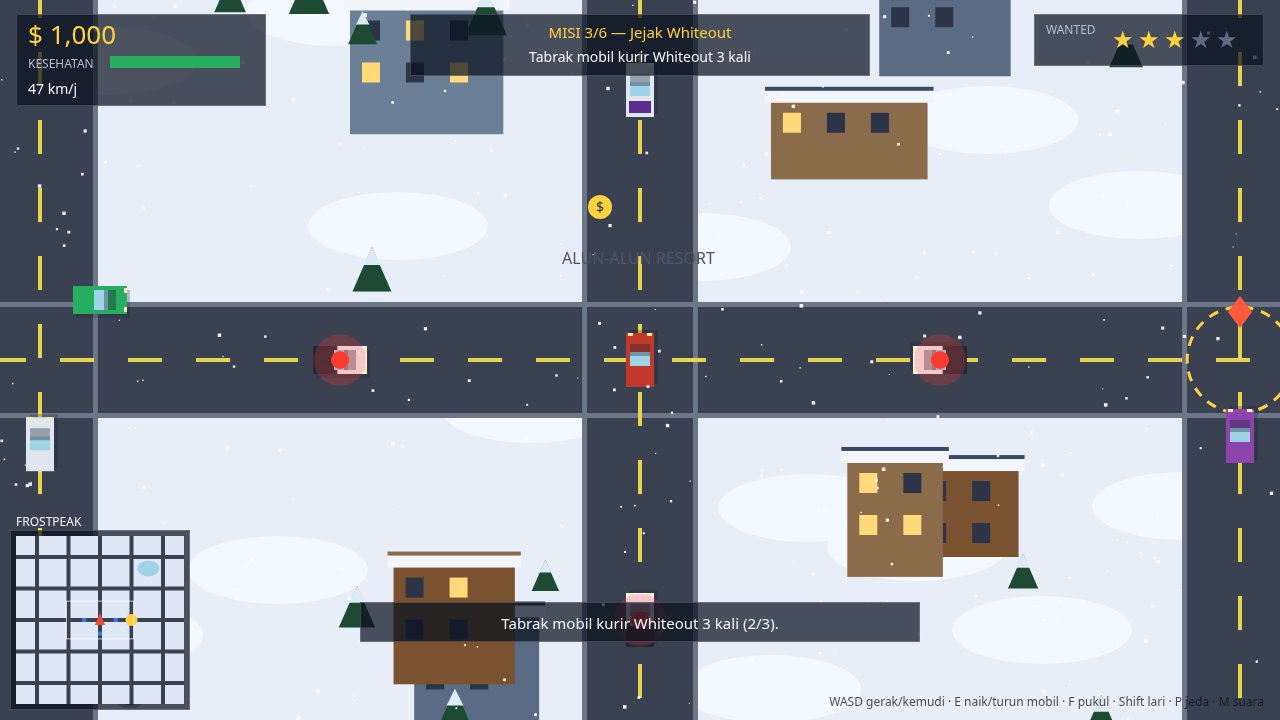 $ 1,000
KESEHATAN
47 km/j
MISI 3/6 — Jejak Whiteout
Tabrak mobil kurir Whiteout 3 kali
WANTED ★★★★★
$
ALUN-ALUN RESORT
FROSTPEAK
Tabrak mobil kurir Whiteout 3 kali (2/3).
WASD gerak/kemudi · E naik/turun mobil · F pukul · Shift lari · P jeda · M suara